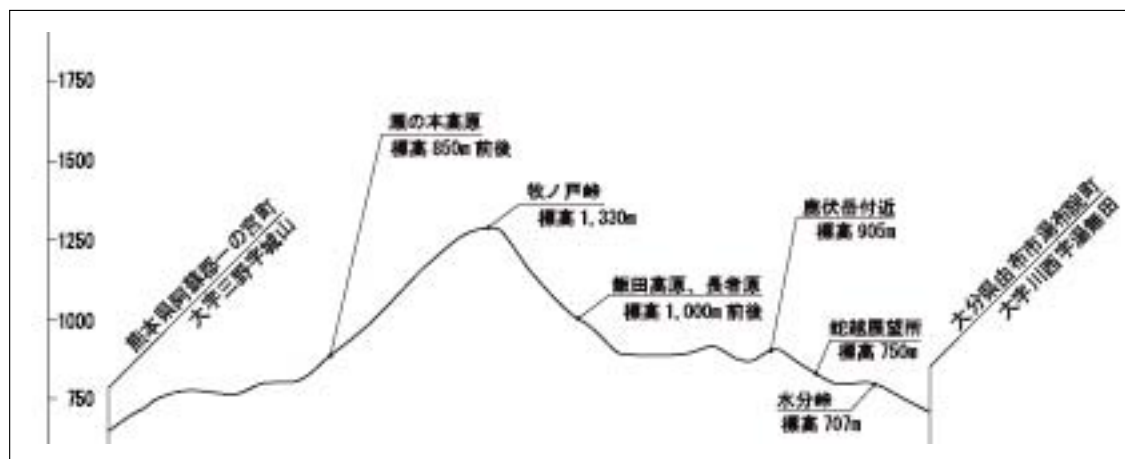 1750
1500
1250
1000
750
熊本県阿蘇郡一の宮町
大字三野字城山
瀬の本高原
標高 850m 前後
牧ノ戸峠
標高 1,330m
飯田高原、長者原
標高 1,000m 前後
鹿伏岳付近
標高 905m
蛇越展望所
標高 750m
水分峠
標高 707m
大分県由布市湯布院町
大字川西字湯無田